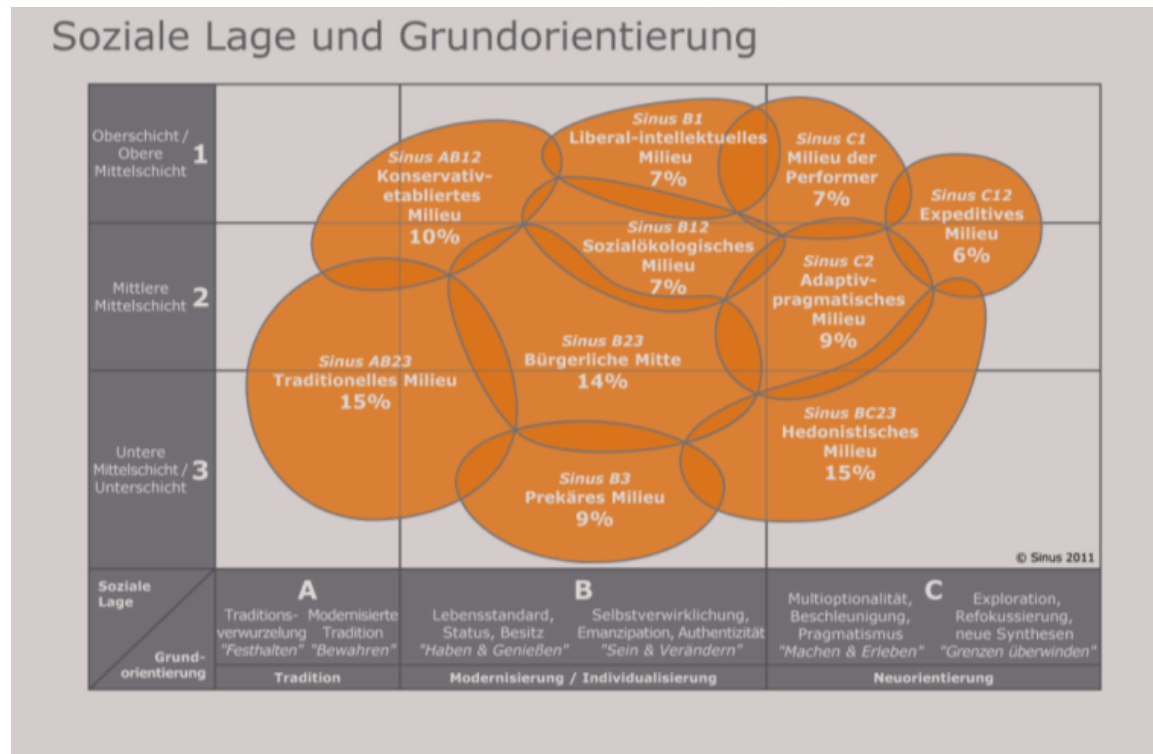 Soziale Lage und Grundorientierung
Oberschicht /
Obere
Mittelschicht
1
Mittlere
Mittelschicht
2
Untere
Mittelschicht /
Unterschicht
3
Sinus AB12
Konservativ-
etabliertes
Milieu
10%
Sinus B1
Liberal-intellektuelles
Milieu
7%
Sinus C1
Milieu der
Performer
7%
Sinus C12
Expeditives
Milieu
6%
Sinus B12
Sozialökologisches
Milieu
7%
Sinus C2
Adaptiv-
pragmatisches
Milieu
9%
Sinus AB23
Traditionelles Milieu
15%
Sinus B23
Bürgerliche Mitte
14%
Sinus BC23
Hedonistisches
Milieu
15%
Sinus B3
Prekäres Milieu
9%
© Sinus 2011
Soziale
Lage
Grund-
orientierung
A
Traditions-
verwurzelung
"Festhalten"
Modernisierte
Tradition
"Bewahren"
Tradition
B
Lebensstandard,
Status, Besitz
"Haben & Genießen"
Selbstverwirklichung,
Emanzipation, Authentizität
"Sein & Verändern"
Modernisierung / Individualisierung
C
Multioptionalität,
Beschleunigung,
Pragmatismus
"Machen & Erleben"
Exploration,
Refokussierung,
neue Synthesen
"Grenzen überwinden"
Neuorientierung